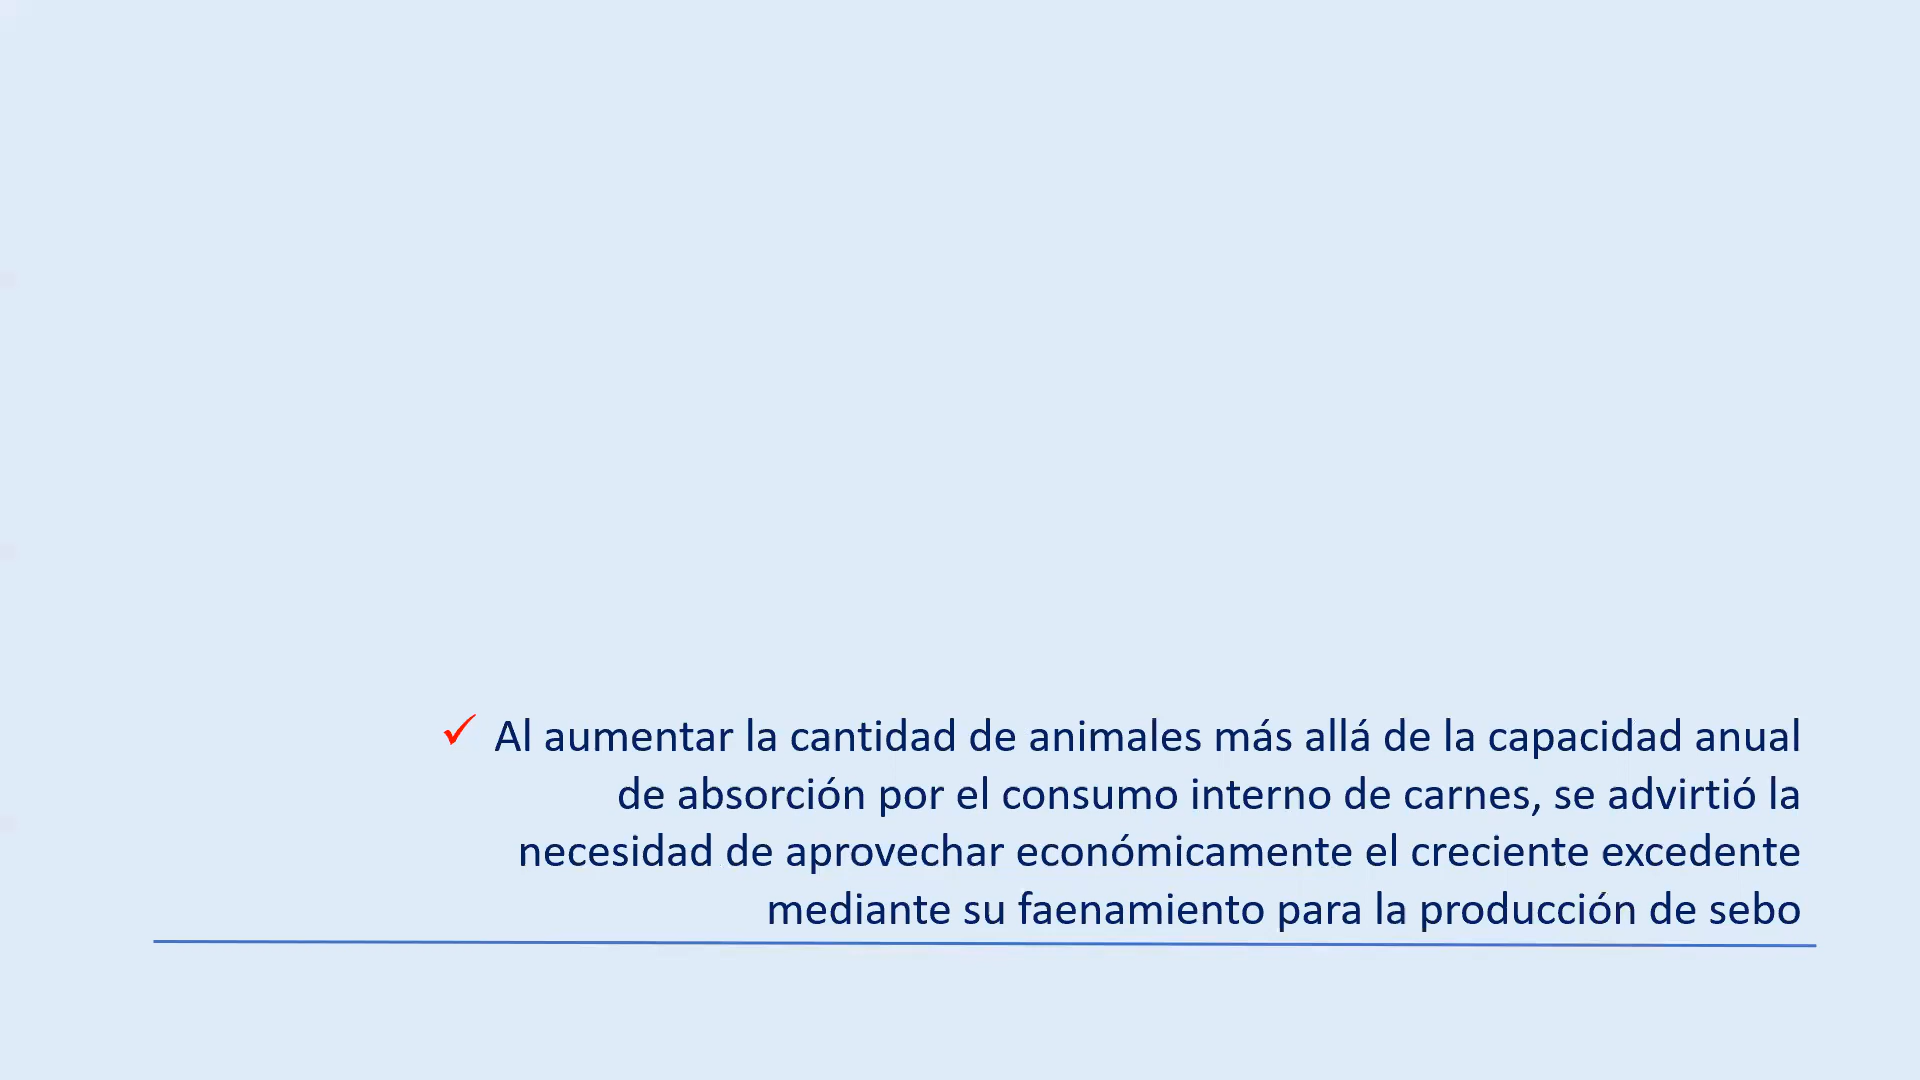 ✓ Al aumentar la cantidad de animales más allá de la capacidad anual
de absorción por el consumo interno de carnes, se advirtió la
necesidad de aprovechar económicamente el creciente excedente
mediante su faenamiento para la producción de sebo